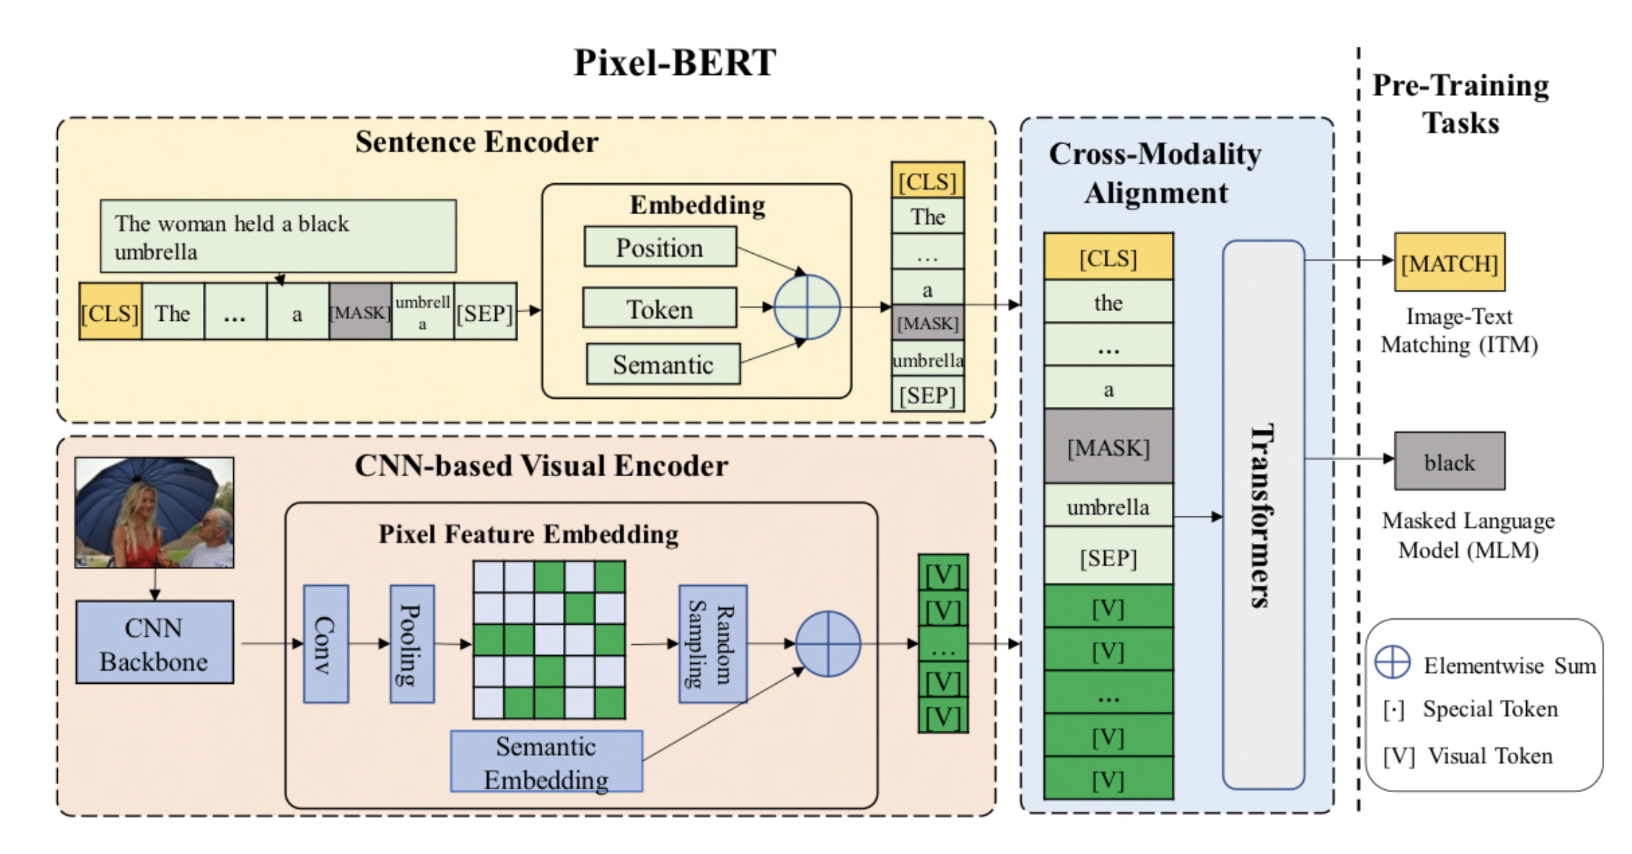 Pixel-BERT
Sentence Encoder
The woman held a black
umbrella
[CLS] The ... a [MASK] umbrell
a [SEP]
Embedding
Position
Token
Semantic
[CLS]
The
...
a
[MASK]
umbrella
[SEP]
CNN-based Visual Encoder
CNN
Backbone
Pixel Feature Embedding
Conv
Pooling
Random
Sampling
Semantic
Embedding
[V]
[V]
...
[V]
[V]
Cross-Modality
Alignment
[CLS]
the
...
a
[MASK]
umbrella
[SEP]
[V]
[V]
...
[V]
[V]
Transformers
Pre-Training
Tasks
[MATCH]
Image-Text
Matching (ITM)
black
Masked Language
Model (MLM)
Elementwise Sum
[·] Special Token
[V] Visual Token